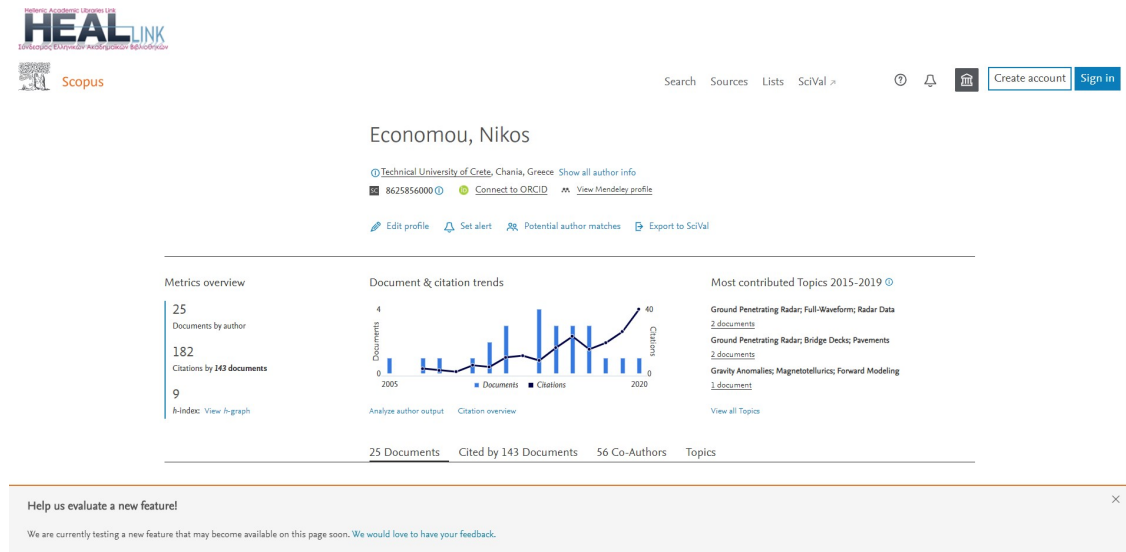 Hellenic Academic Libraries Link
HEAL LINK
Σύνδεσμος Ελληνικών Ακαδημαϊκών Βιβλιοθηκών
Scopus
Search Sources Lists SciVal ↗
Create account Sign in
Economou, Nikos
Technical University of Crete, Chania, Greece Show all author info
SC 8625856000
iD Connect to ORCID View Mendeley profile
Edit profile Set alert Potential author matches Export to SciVal
Metrics overview
25
Documents by author
182
Citations by 143 documents
9
h-index: View h-graph
Document & citation trends
4
Documents
0
40
Citations
0
2005 2020
Documents Citations
Analyze author output Citation overview
Most contributed Topics 2015-2019
Ground Penetrating Radar; Full-Waveform; Radar Data
2 documents
Ground Penetrating Radar; Bridge Decks; Pavements
2 documents
Gravity Anomalies; Magnetotellurics; Forward Modeling
1 document
View all Topics
25 Documents Cited by 143 Documents 56 Co-Authors Topics
Help us evaluate a new feature!
We are currently testing a new feature that may become available on this page soon. We would love to have your feedback.